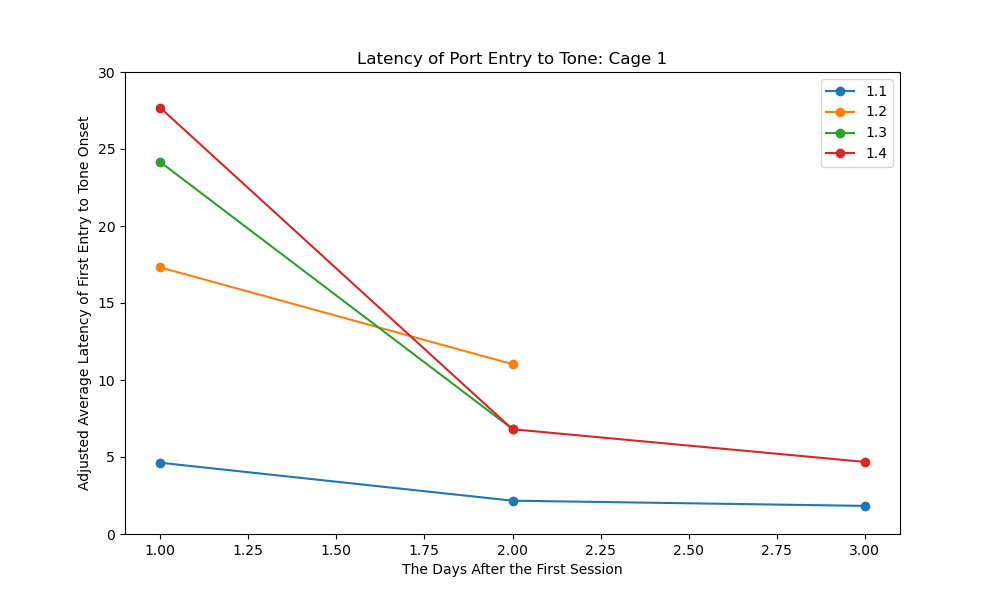 Latency of Port Entry to Tone: Cage 1
30
25
20
15
10
5
0
Adjusted Average Latency of First Entry to Tone Onset
1.1
1.2
1.3
1.4
1.00 1.25 1.50 1.75 2.00 2.25 2.50 2.75 3.00
The Days After the First Session